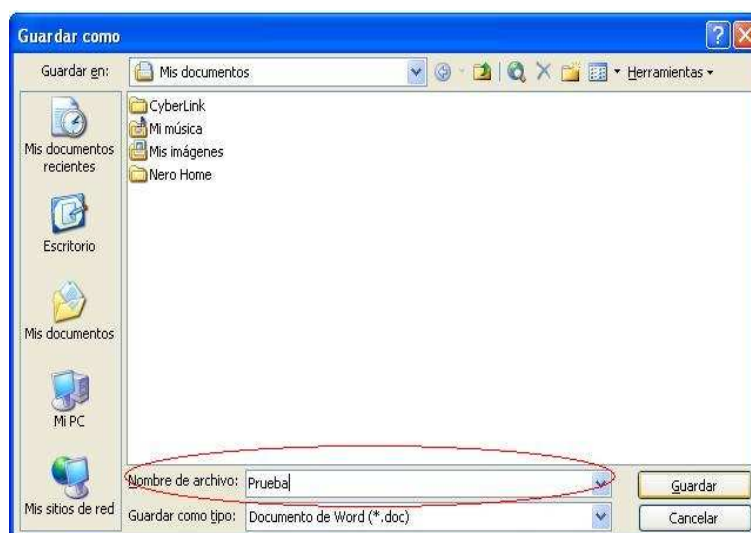 Guardar como
Guardar en: Mis documentos Herramientas
CyberLink
Mi música
Mis imágenes
Nero Home
Mis documentos
recientes
Escritorio
Mis documentos
Mi PC
Mis sitios de red
Nombre de archivo: Prueba Guardar
Guardar como tipo: Documento de Word (*.doc) Cancelar